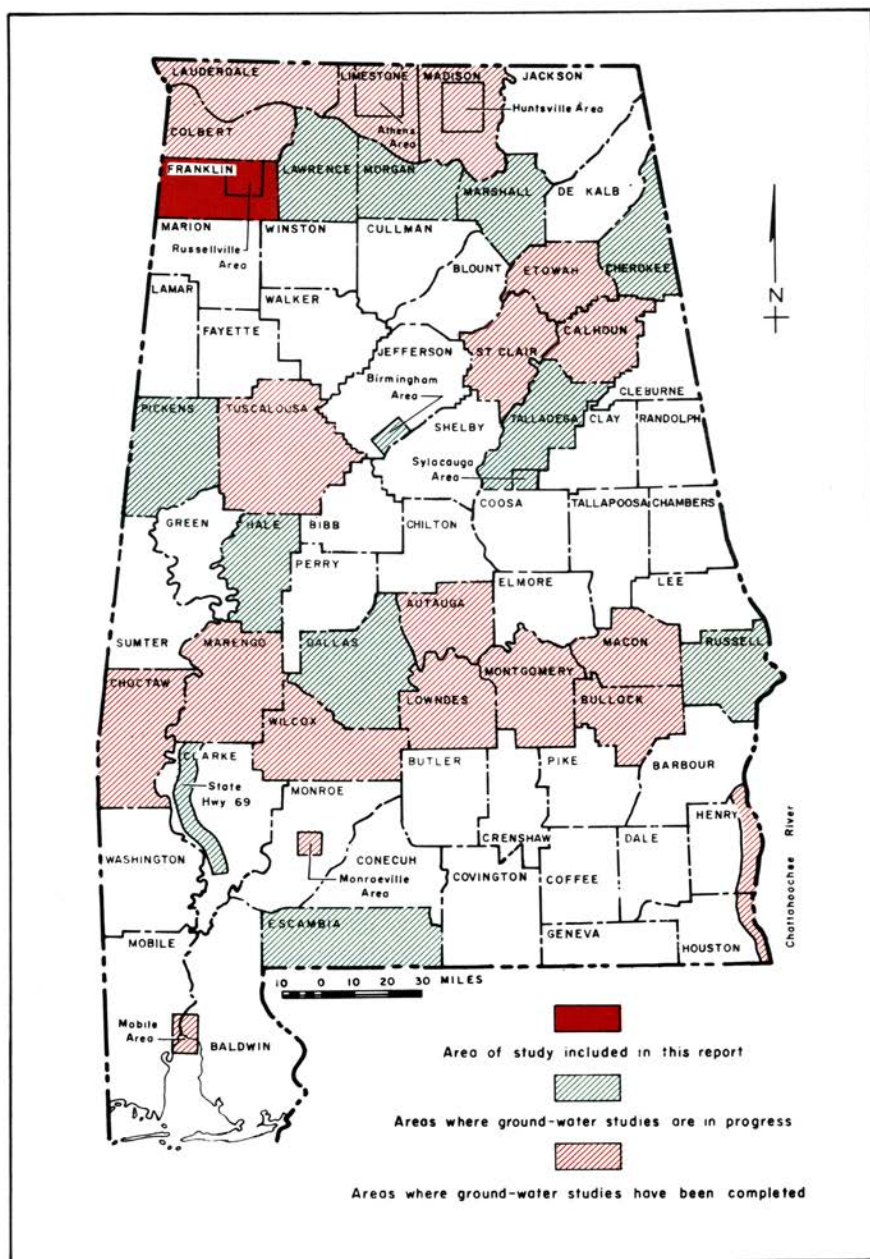 LAUDERDALE
LIMESTONE
MADISON
JACKSON
Huntsville Area
Athens
Area
COLBERT
FRANKLIN
LAWRENCE
MORGAN
MARSHALL
DE KALB
MARION
WINSTON
CULLMAN
Russellville
Area
BLOUNT
ETOWAH
CHEROKEE
LAMAR
WALKER
FAYETTE
JEFFERSON
ST CLAIR
CALHOUN
Birmingham
Area
CLEBURNE
PICKENS
TUSCALOOSA
SHELBY
TALLADEGA
CLAY
RANDOLPH
Sylacauga
Area
COOSA
TALLAPOOSA
CHAMBERS
GREEN
HALE
BIBB
CHILTON
PERRY
ELMORE
LEE
AUTAUGA
SUMTER
MARENGO
DALLAS
MACON
RUSSELL
CHOCTAW
LOWNDES
MONTGOMERY
BULLOCK
WILCOX
CLARKE
BUTLER
PIKE
BARBOUR
State
Hwy 69
MONROE
HENRY
WASHINGTON
CRENSHAW
DALE
CONECUH
Monroeville
Area
COVINGTON
COFFEE
Chattahoochee River
ESCAMBIA
GENEVA
HOUSTON
MOBILE
N
10 0 10 20 30 MILES
Mobile
Area
BALDWIN
Area of study included in this report
Areas where ground-water studies are in progress
Areas where ground-water studies have been completed